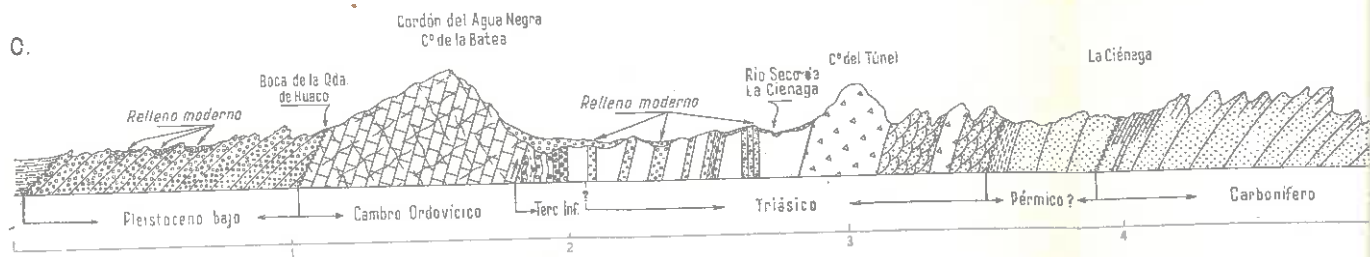 C.
Cordón del Agua Negra
Cº de la Batea
Boca de la Qda.
de Huaco
Relleno moderno
Relleno moderno
Rio Seco de
La Cienaga
Cº del Túnel
La Ciénaga
Pleistoceno bajo
Cambro Ordovícico
Terc Inf.
?
Triásico
Pérmico ?
Carbonífero
1
2
3
4